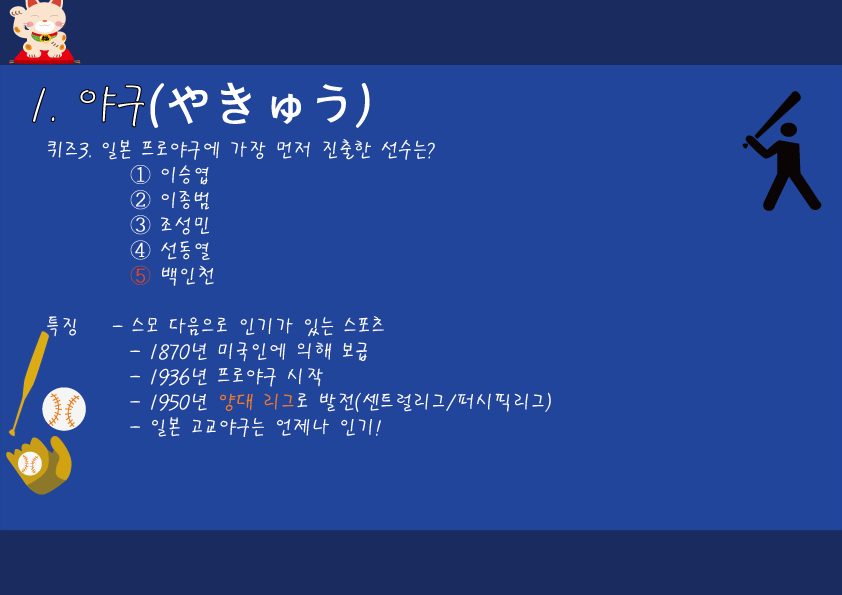 1. 야구(やきゅう)
퀴즈3. 일본 프로야구에 가장 먼저 진출한 선수는?
① 이승엽
② 이종범
③ 조성민
④ 선동열
⑤ 백인천
특징 - 스모 다음으로 인기가 있는 스포츠
- 1870년 미국인에 의해 보급
- 1936년 프로야구 시작
- 1950년 양대 리그로 발전(센트럴리그/퍼시픽리그)
- 일본 고교야구는 언제나 인기!